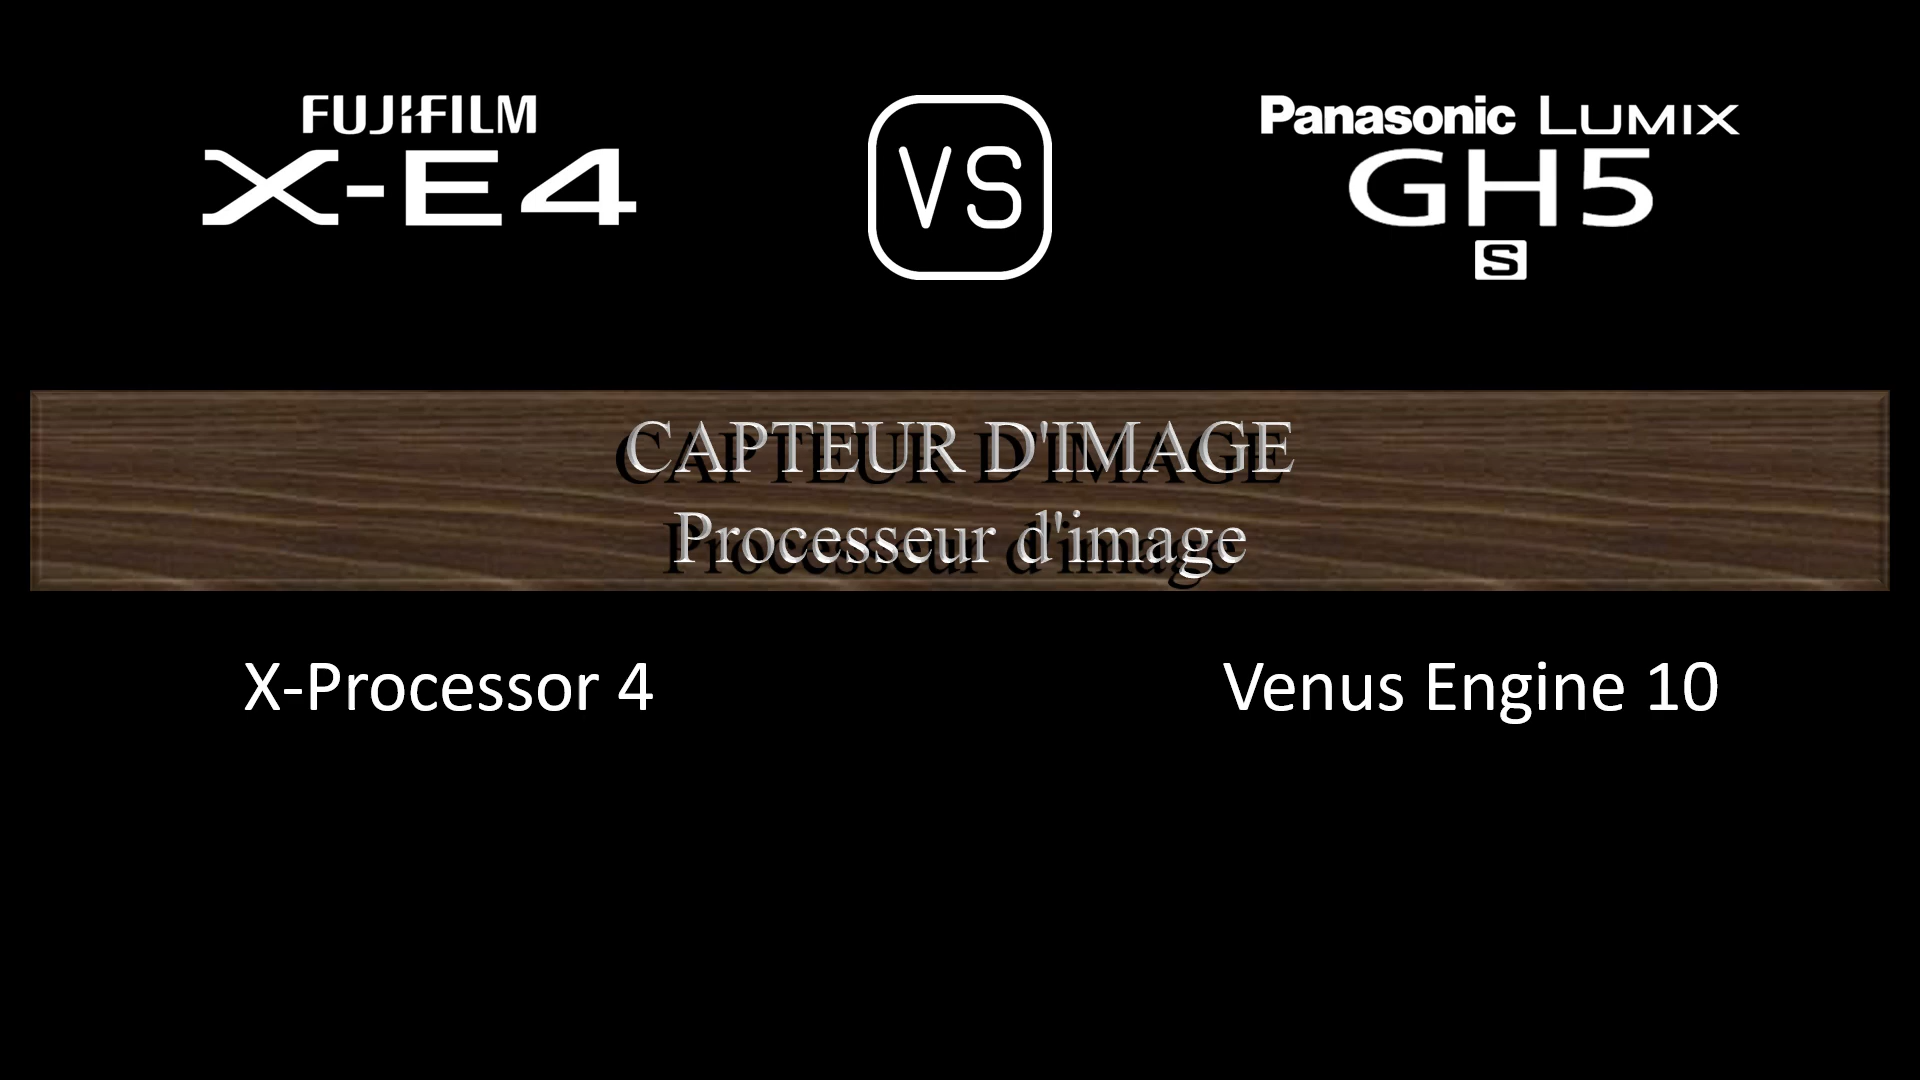 FUJIFILM
X-E4
VS
Panasonic LUMIX
GH5
S
CAPTEUR D'IMAGE
Processeur d'image
X-Processor 4
Venus Engine 10